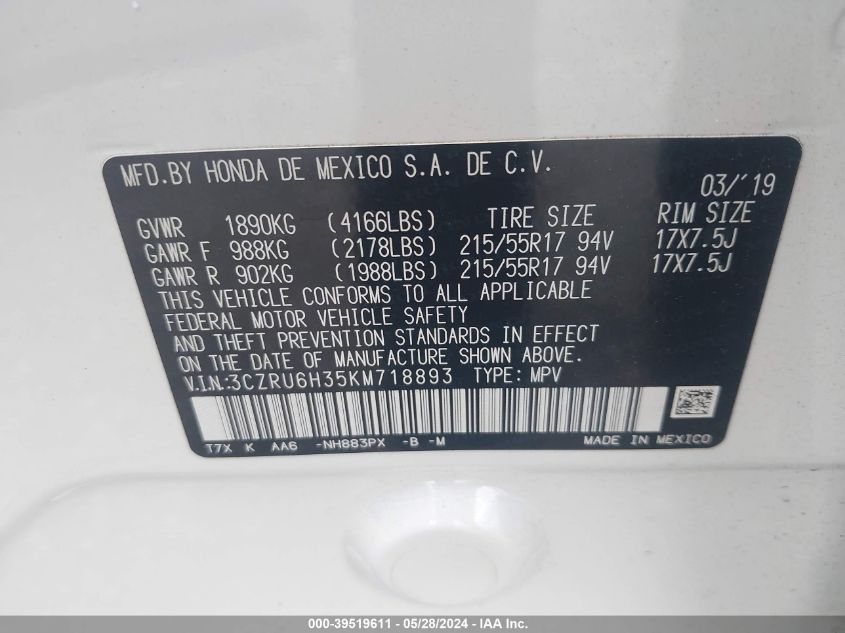 MFD.BY HONDA DE MEXICO S.A. DE C.V.
03/´19
GVWR 1890KG (4166LBS) TIRE SIZE RIM SIZE
GAWR F 988KG (2178LBS) 215/55R17 94V 17X7.5J
GAWR R 902KG (1988LBS) 215/55R17 94V 17X7.5J
THIS VEHICLE CONFORMS TO ALL APPLICABLE
FEDERAL MOTOR VEHICLE SAFETY
AND THEFT PREVENTION STANDARDS IN EFFECT
ON THE DATE OF MANUFACTURE SHOWN ABOVE.
V.I.N:3CZRU6H35KM718893 TYPE: MPV
T7X K AA6 -NH883PX -B -M MADE IN MEXICO
000-39519611 - 05/28/2024 - IAA Inc.